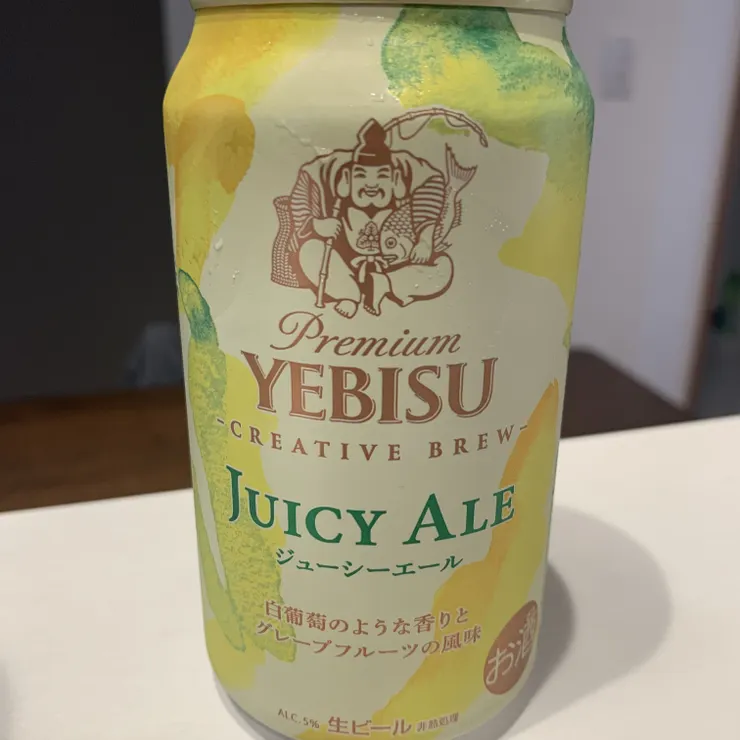 Premium
YEBISU
-CREATIVE BREW-
JUICY ALE
ジューシーエール
白葡萄のような香りと
グレープフルーツの風味
お酒
ALC.5% 生ビール 非熱処理